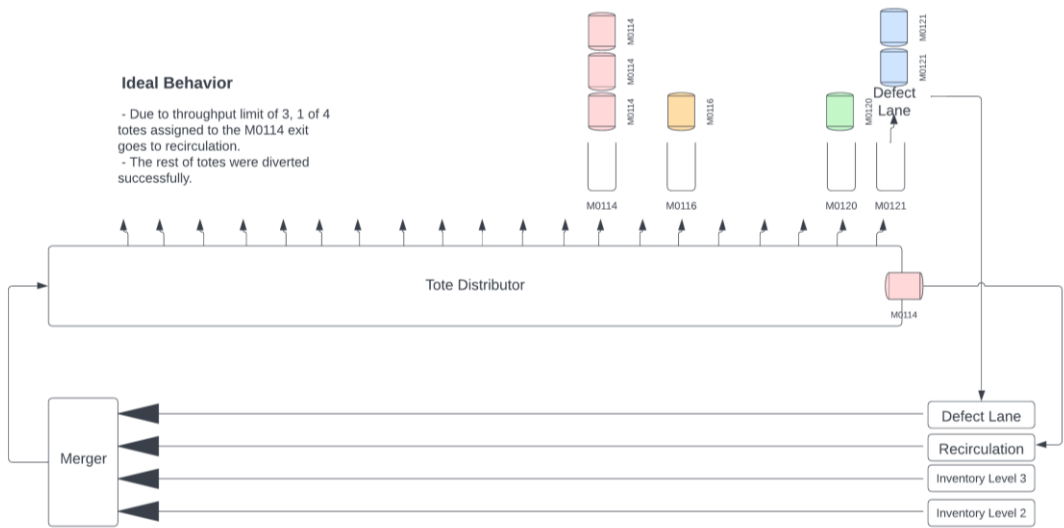 M0114
M0114
M0114
M0116
M0120
M0121
M0121
Defect
Lane
Ideal Behavior
- Due to throughput limit of 3, 1 of 4
totes assigned to the M0114 exit
goes to recirculation.
- The rest of totes were diverted
successfully.
M0114
M0116
M0120
M0121
Tote Distributor
M0114
Merger
Defect Lane
Recirculation
Inventory Level 3
Inventory Level 2